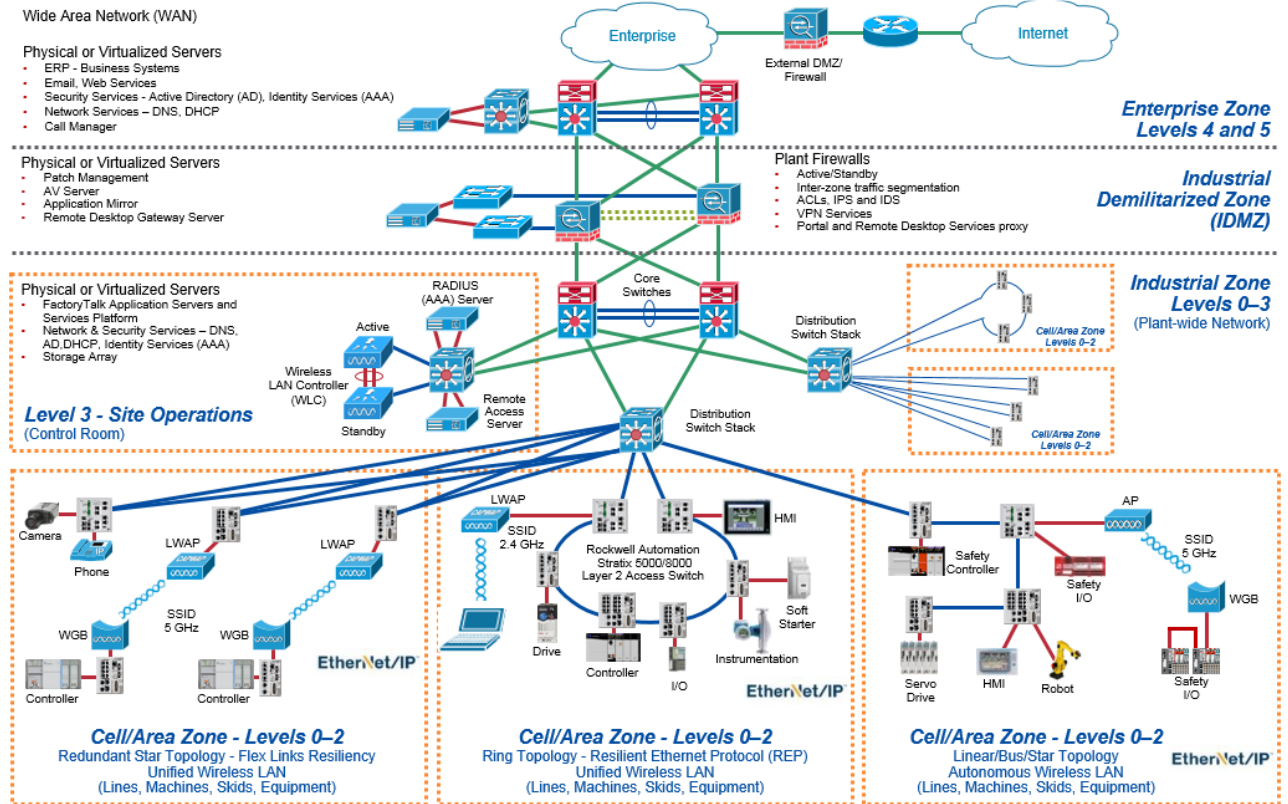 Wide Area Network (WAN)
Physical or Virtualized Servers
ERP - Business Systems
Email, Web Services
Security Services - Active Directory (AD), Identity Services (AAA)
Network Services – DNS, DHCP
Call Manager
Enterprise
External DMZ/
Firewall
Internet
Enterprise Zone
Levels 4 and 5
Physical or Virtualized Servers
Patch Management
AV Server
Application Mirror
Remote Desktop Gateway Server
Plant Firewalls
Active/Standby
Inter-zone traffic segmentation
ACLs, IPS and IDS
VPN Services
Portal and Remote Desktop Services proxy
Industrial
Demilitarized Zone
(IDMZ)
Physical or Virtualized Servers
FactoryTalk Application Servers and
Services Platform
Network & Security Services – DNS,
AD,DHCP, Identity Services (AAA)
Storage Array
RADIUS
(AAA) Server
Active
Wireless
LAN Controller
(WLC)
Standby
Remote
Access
Server
Level 3 - Site Operations
(Control Room)
Core
Switches
Distribution
Switch Stack
Distribution
Switch Stack
Cell/Area Zone
Levels 0–2
Cell/Area Zone
Levels 0–2
Industrial Zone
Levels 0–3
(Plant-wide Network)
Camera
IP
Phone
LWAP
LWAP
SSID
5 GHz
WGB
WGB
Controller
Controller
EtherNet/IP™
Cell/Area Zone - Levels 0–2
Redundant Star Topology - Flex Links Resiliency
Unified Wireless LAN
(Lines, Machines, Skids, Equipment)
LWAP
SSID
2.4 GHz
HMI
Rockwell Automation
Stratix 5000/8000
Layer 2 Access Switch
Drive
Controller
I/O
Instrumentation
Soft
Starter
EtherNet/IP™
Cell/Area Zone - Levels 0–2
Ring Topology - Resilient Ethernet Protocol (REP)
Unified Wireless LAN
(Lines, Machines, Skids, Equipment)
AP
SSID
5 GHz
Safety
Controller
Safety
I/O
WGB
Servo
Drive
HMI
Robot
Safety
I/O
Cell/Area Zone - Levels 0–2
Linear/Bus/Star Topology
Autonomous Wireless LAN
(Lines, Machines, Skids, Equipment)
EtherNet/IP™